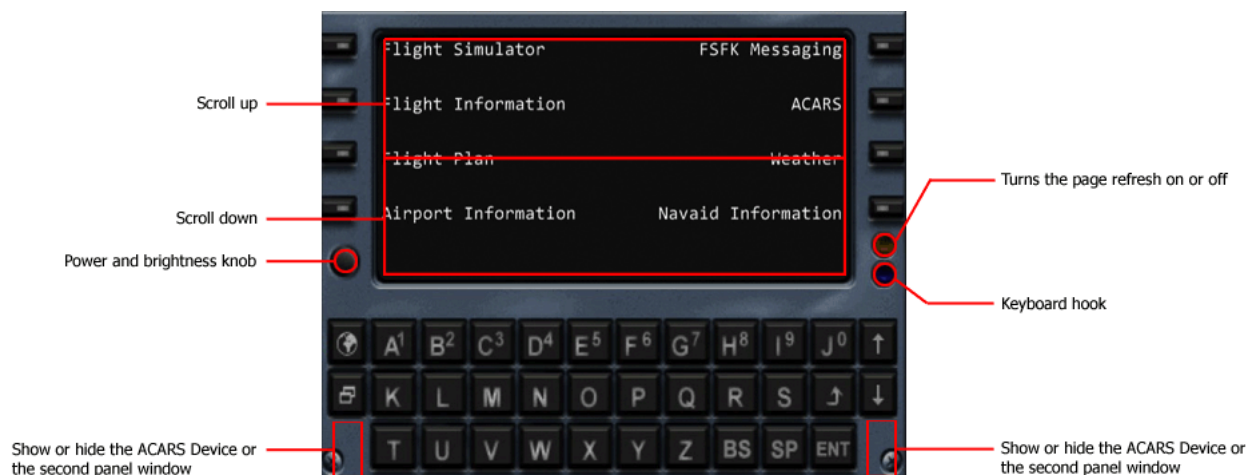 Flight Simulator FSFK Messaging
Scroll up
Flight Information ACARS
Flight Plan Weather
Turns the page refresh on or off
Scroll down
Airport Information Navaid Information
Power and brightness knob
Keyboard hook
A1 B2 C3 D4 E5 F6 G7 H8 I9 J0 ↑
K L M N O P Q R S ↓
T U V W X Y Z BS SP ENT
Show or hide the ACARS Device or
the second panel window
Show or hide the ACARS Device or
the second panel window